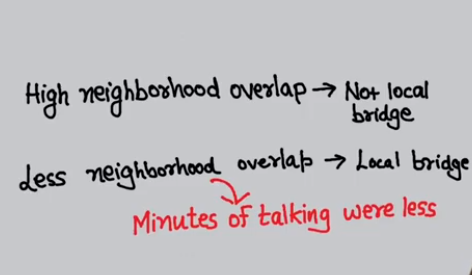 High neighborhood overlap → Not local
bridge
Less neighborhood overlap → Local bridge
Minutes of talking were less